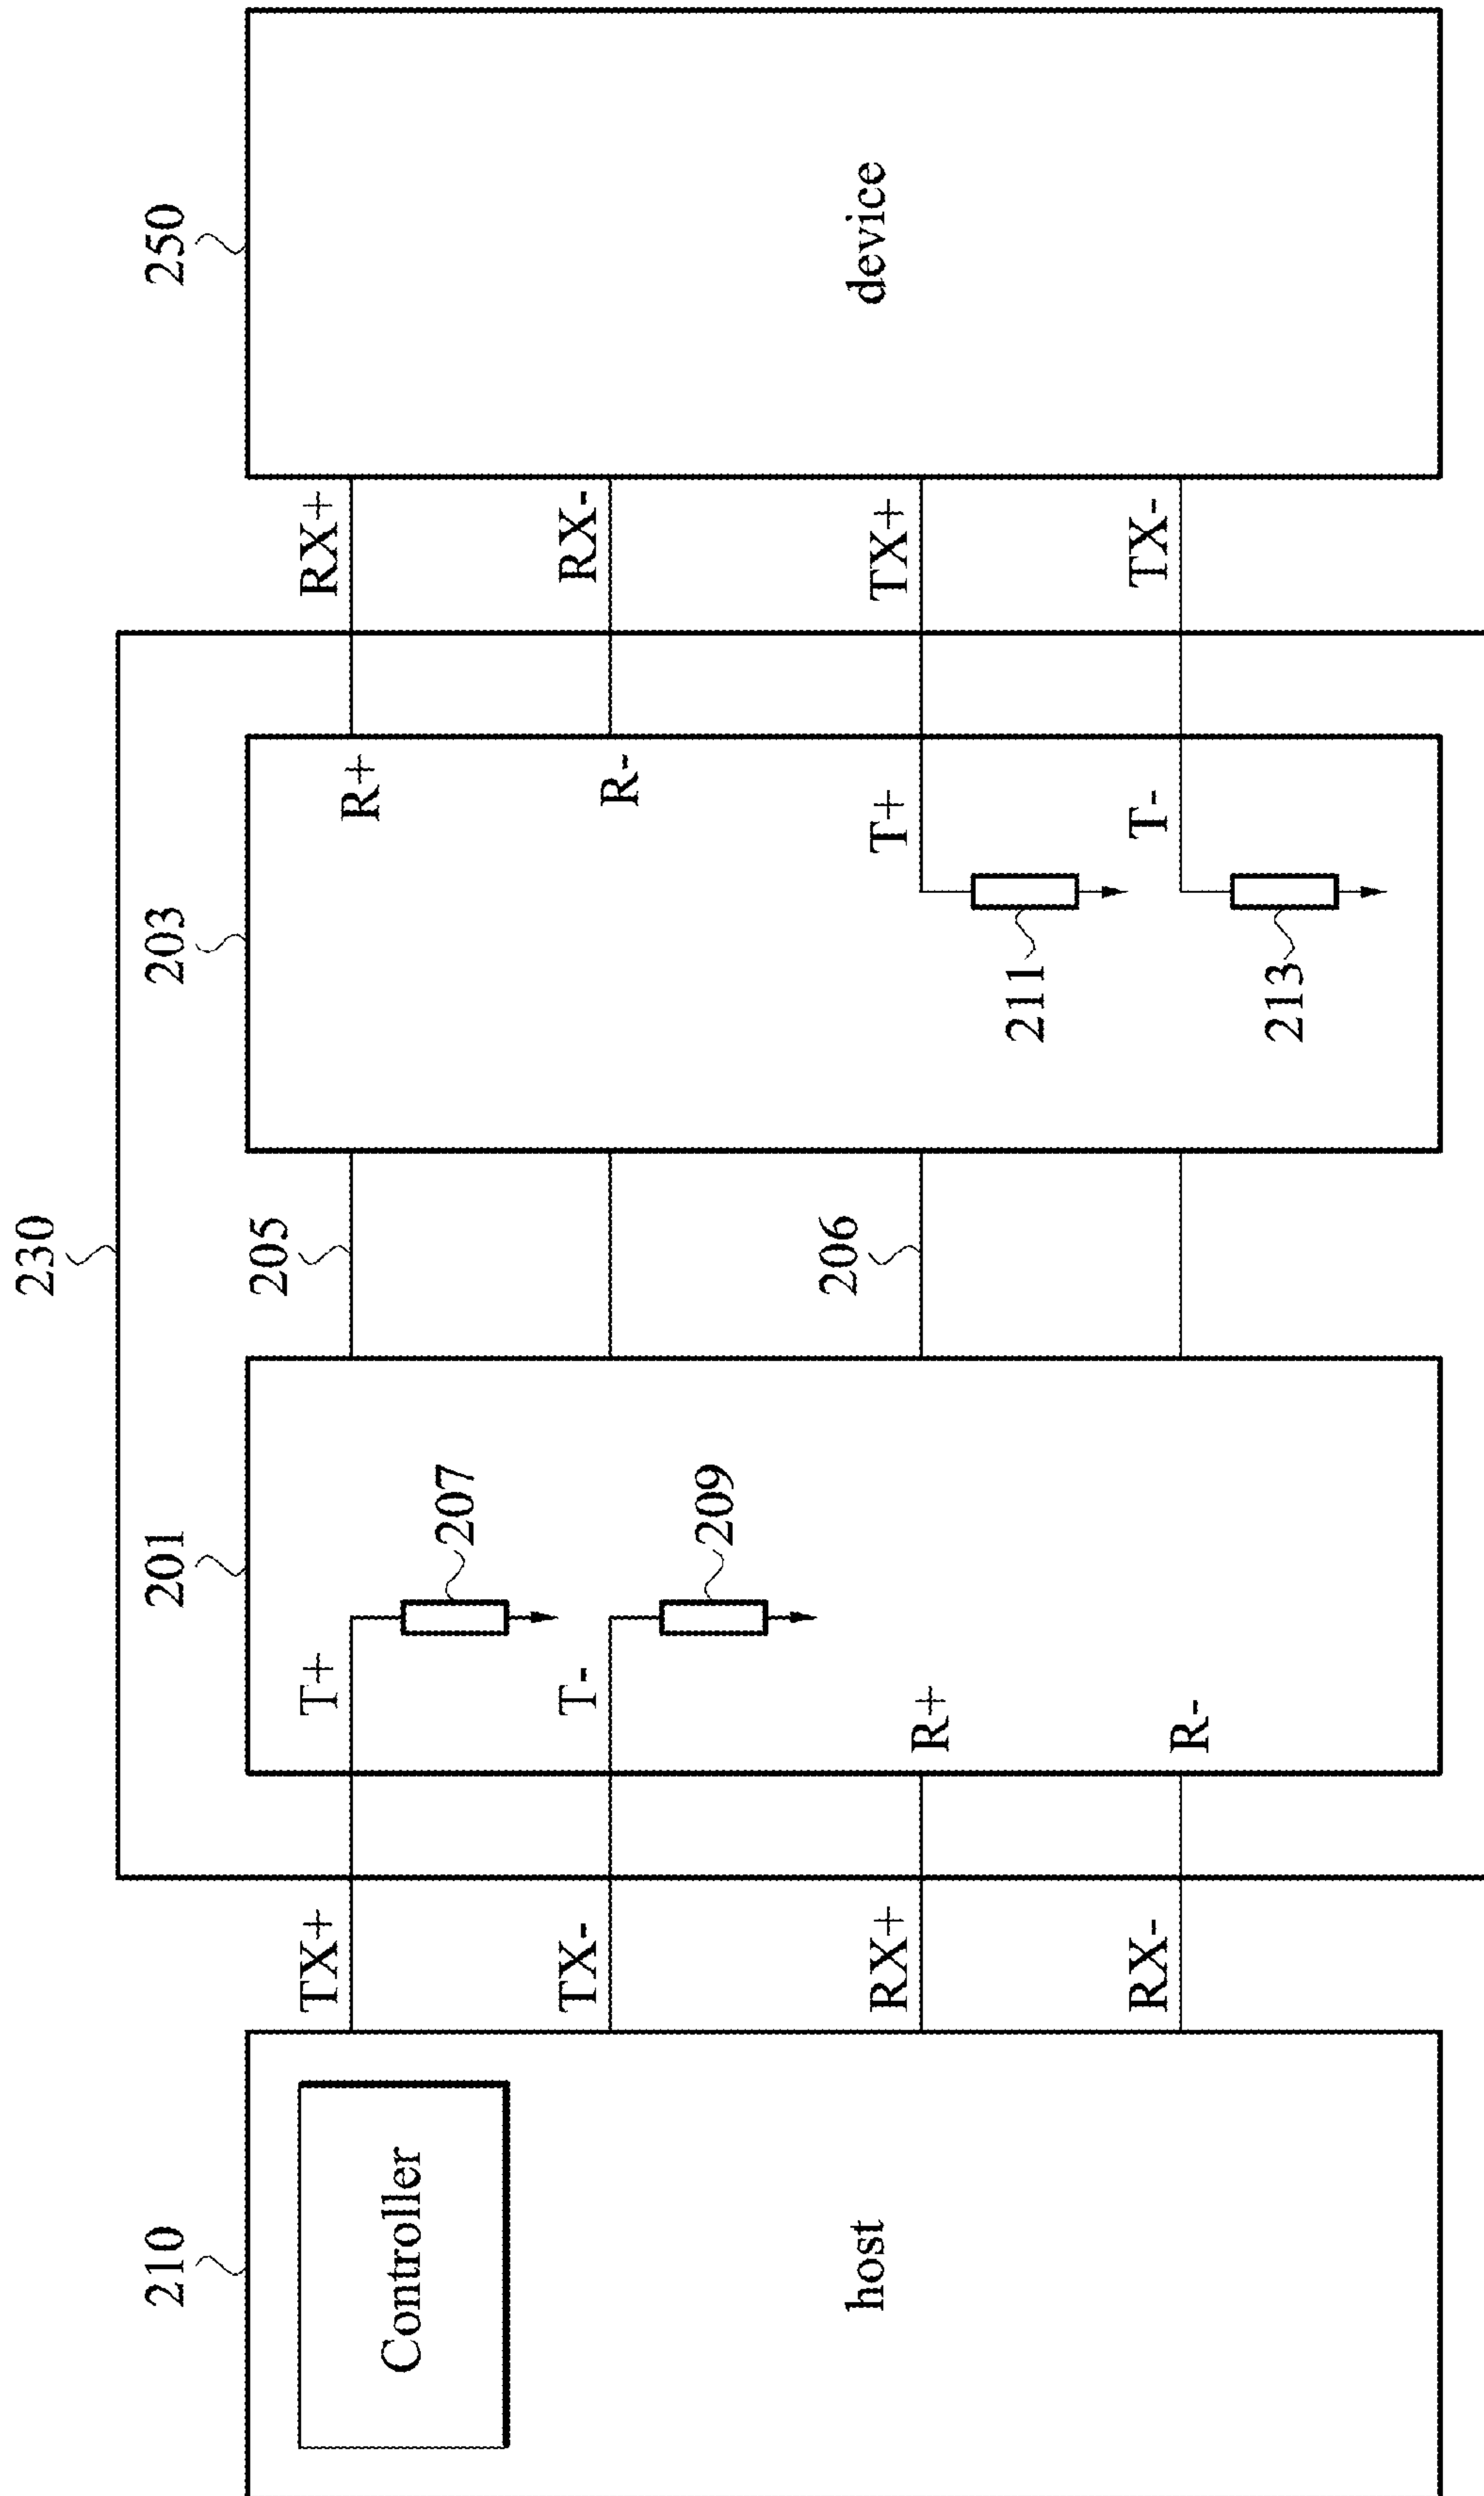 230
210
201
203
250
Controller
host
device
TX+
TX-
RX+
RX-
T+
T-
R+
R-
207
209
205
206
R+
R-
T+
T-
211
213
RX+
RX-
TX+
TX-